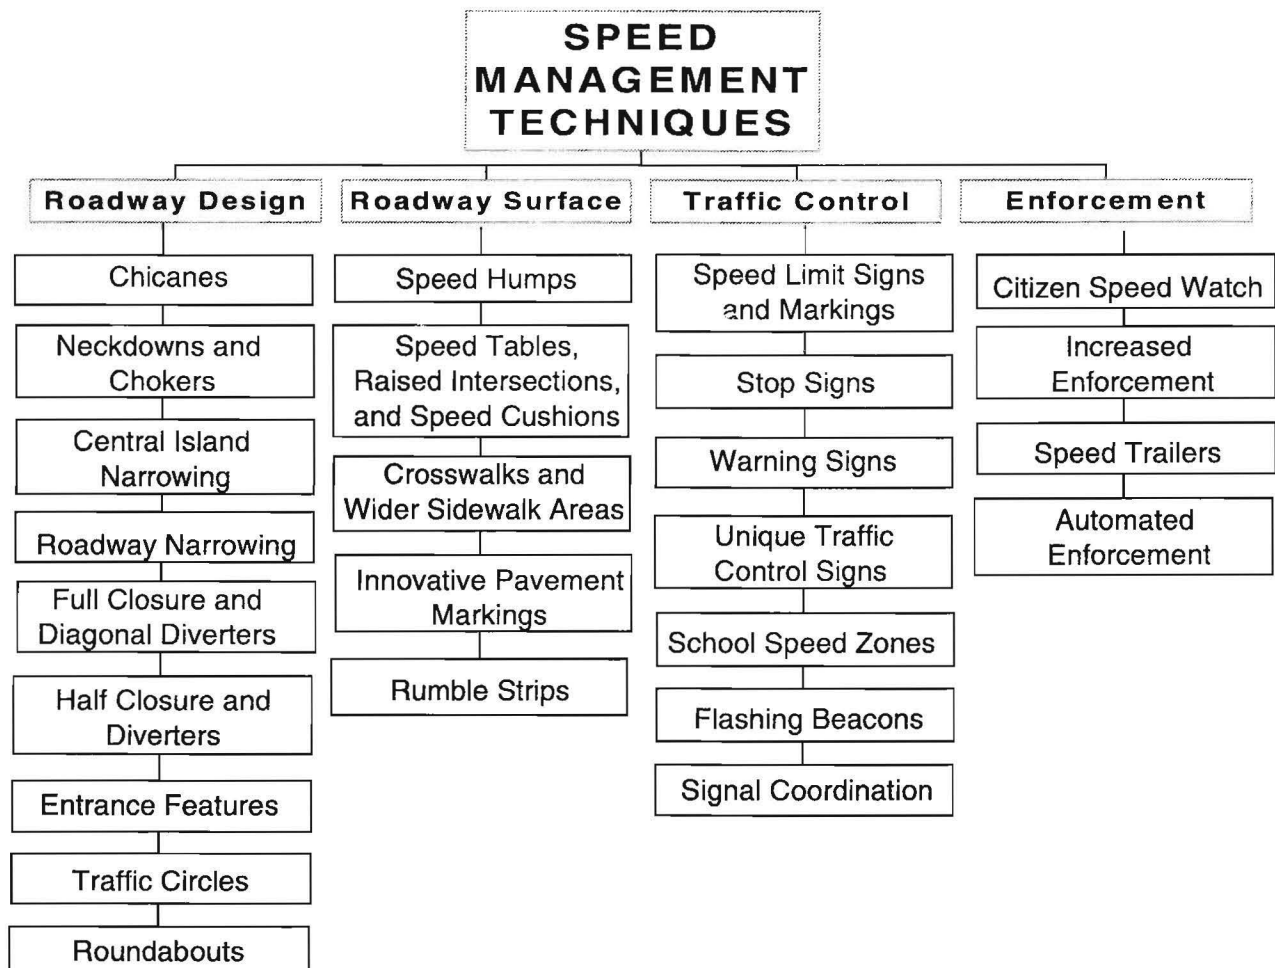 SPEED
MANAGEMENT
TECHNIQUES
Roadway Design
Chicanes
Neckdowns and
Chokers
Central Island
Narrowing
Roadway Narrowing
Full Closure and
Diagonal Diverters
Half Closure and
Diverters
Entrance Features
Traffic Circles
Roundabouts
Roadway Surface
Speed Humps
Speed Tables,
Raised Intersections,
and Speed Cushions
Crosswalks and
Wider Sidewalk Areas
Innovative Pavement
Markings
Rumble Strips
Traffic Control
Speed Limit Signs
and Markings
Stop Signs
Warning Signs
Unique Traffic
Control Signs
School Speed Zones
Flashing Beacons
Signal Coordination
Enforcement
Citizen Speed Watch
Increased
Enforcement
Speed Trailers
Automated
Enforcement